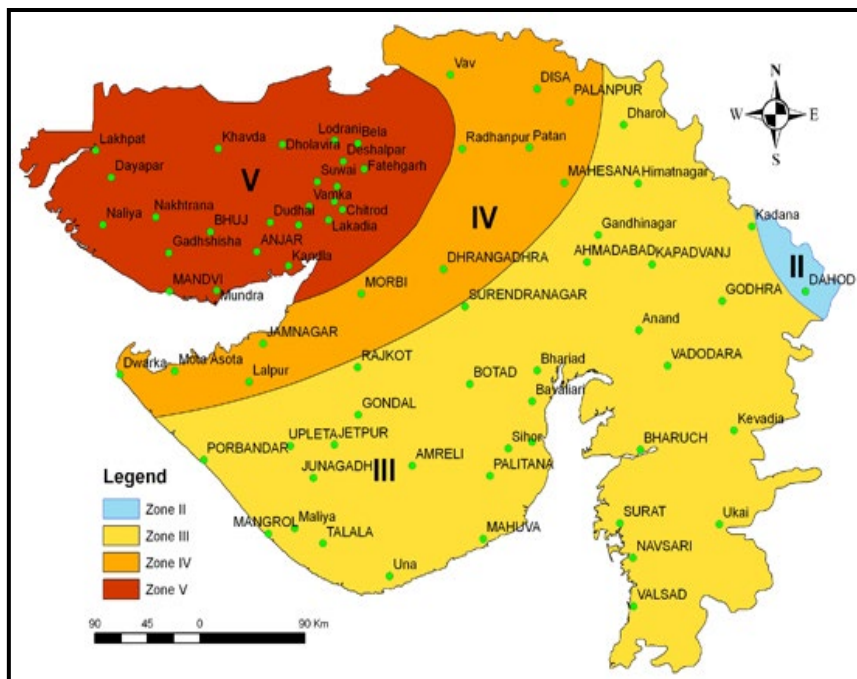 Vav
DISA
PALANPUR
N
W E
S
Dharoi
Lakhpat
Khavda
Lodrani
Bela
Dholavira
Deshalpar
Radhanpur
Patan
Dayapar
V
Suwai
Fatehgarh
MAHESANA
Himatnagar
Naliya
Nakhtrana
BHUJ
Dudhai
Vamka
Chitrod
Lakadia
IV
Gandhinagar
Kadana
Gadhshisha
ANJAR
Kandla
DHRANGADHRA
AHMADABAD
KAPADVANJ
II
DAHOD
MANDVI
Mundra
MORBI
SURENDRANAGAR
GODHRA
Anand
JAMNAGAR
Dwarka
Mota Asota
Lalpur
RAJKOT
BOTAD
Bhariad
VADODARA
Bavaliari
GONDAL
UPLETA
JETPUR
Kevadia
PORBANDAR
Sihor
BHARUCH
JUNAGADH
III
AMRELI
PALITANA
MANGROL
Maliya
TALALA
MAHUVA
SURAT
Ukai
Una
NAVSARI
VALSAD
Legend
Zone II
Zone III
Zone IV
Zone V
90 45 0 90 Km